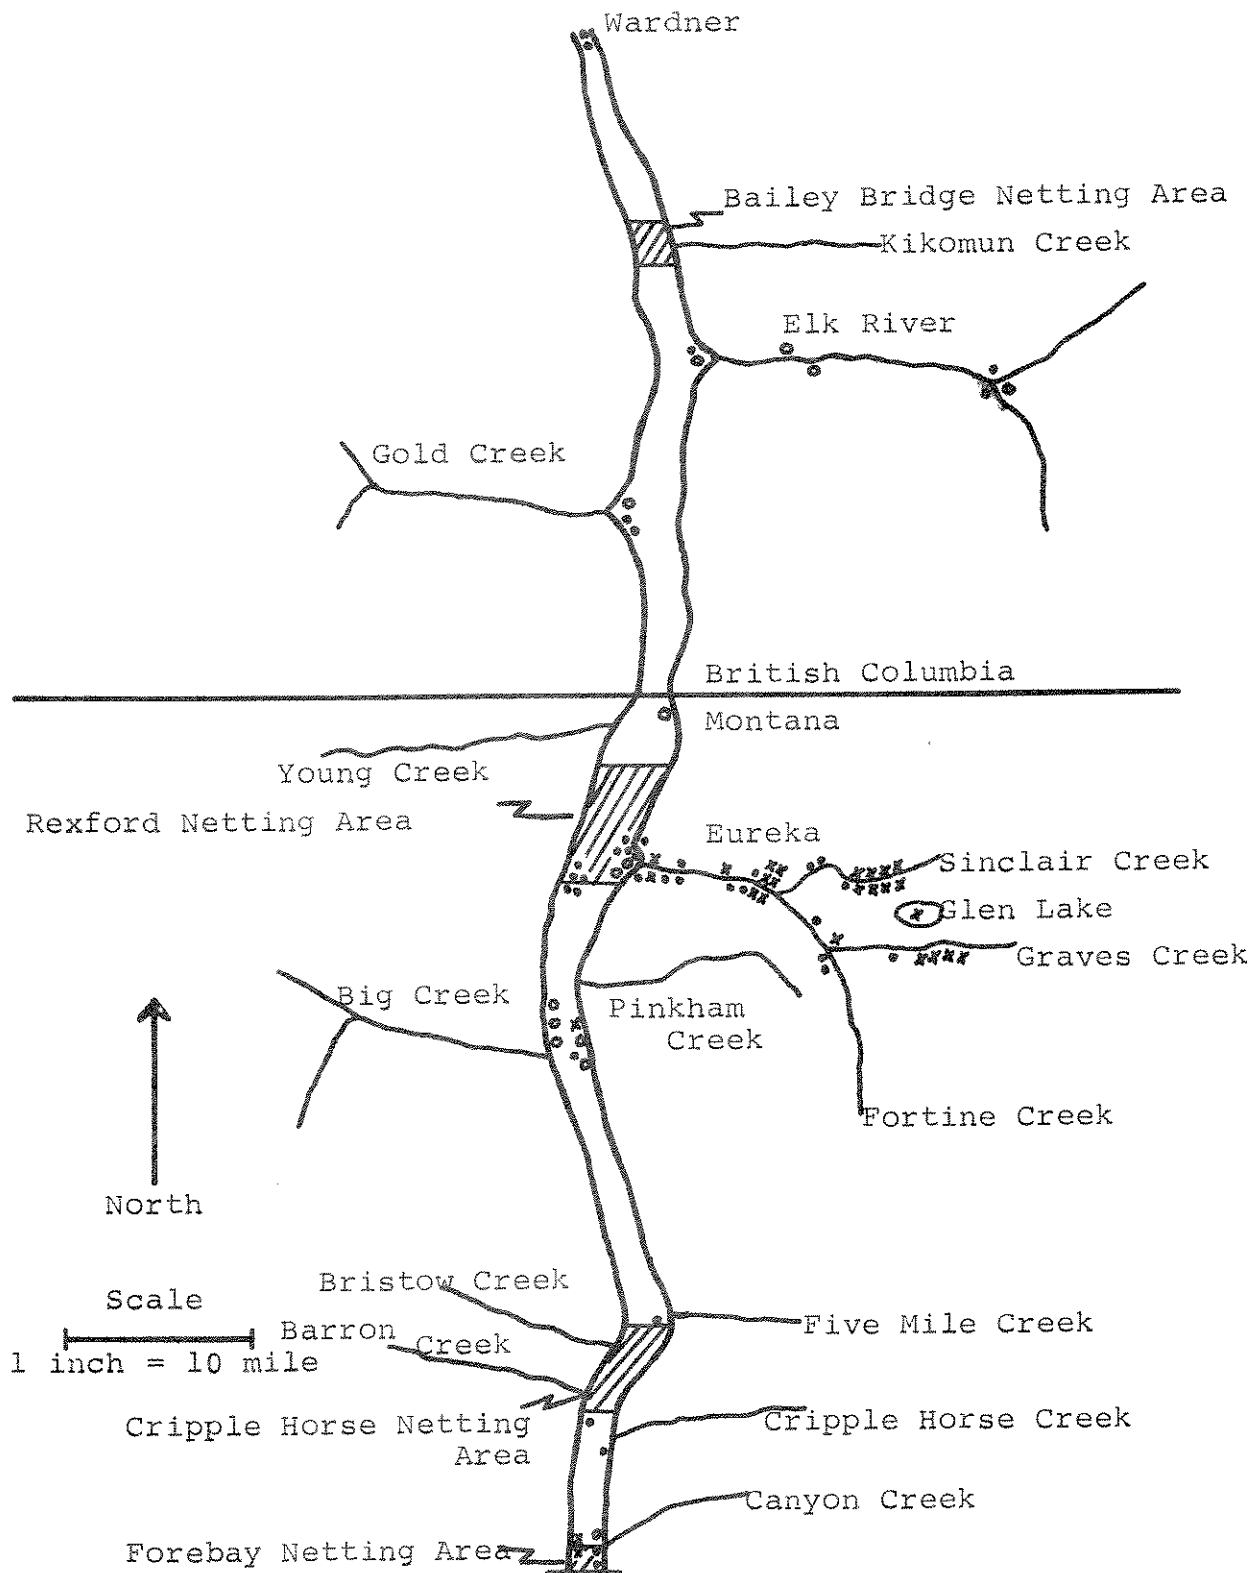 Wardner
Bailey Bridge Netting Area
Kikomun Creek
Elk River
Gold Creek
British Columbia
Montana
Young Creek
Rexford Netting Area
Eureka
Sinclair Creek
Glen Lake
Graves Creek
Big Creek
Pinkham
Creek
Fortine Creek
North
Bristow Creek
Scale
Barron Creek
Five Mile Creek
1 inch = 10 mile
Cripple Horse Netting
Area
Cripple Horse Creek
Canyon Creek
Forebay Netting Area